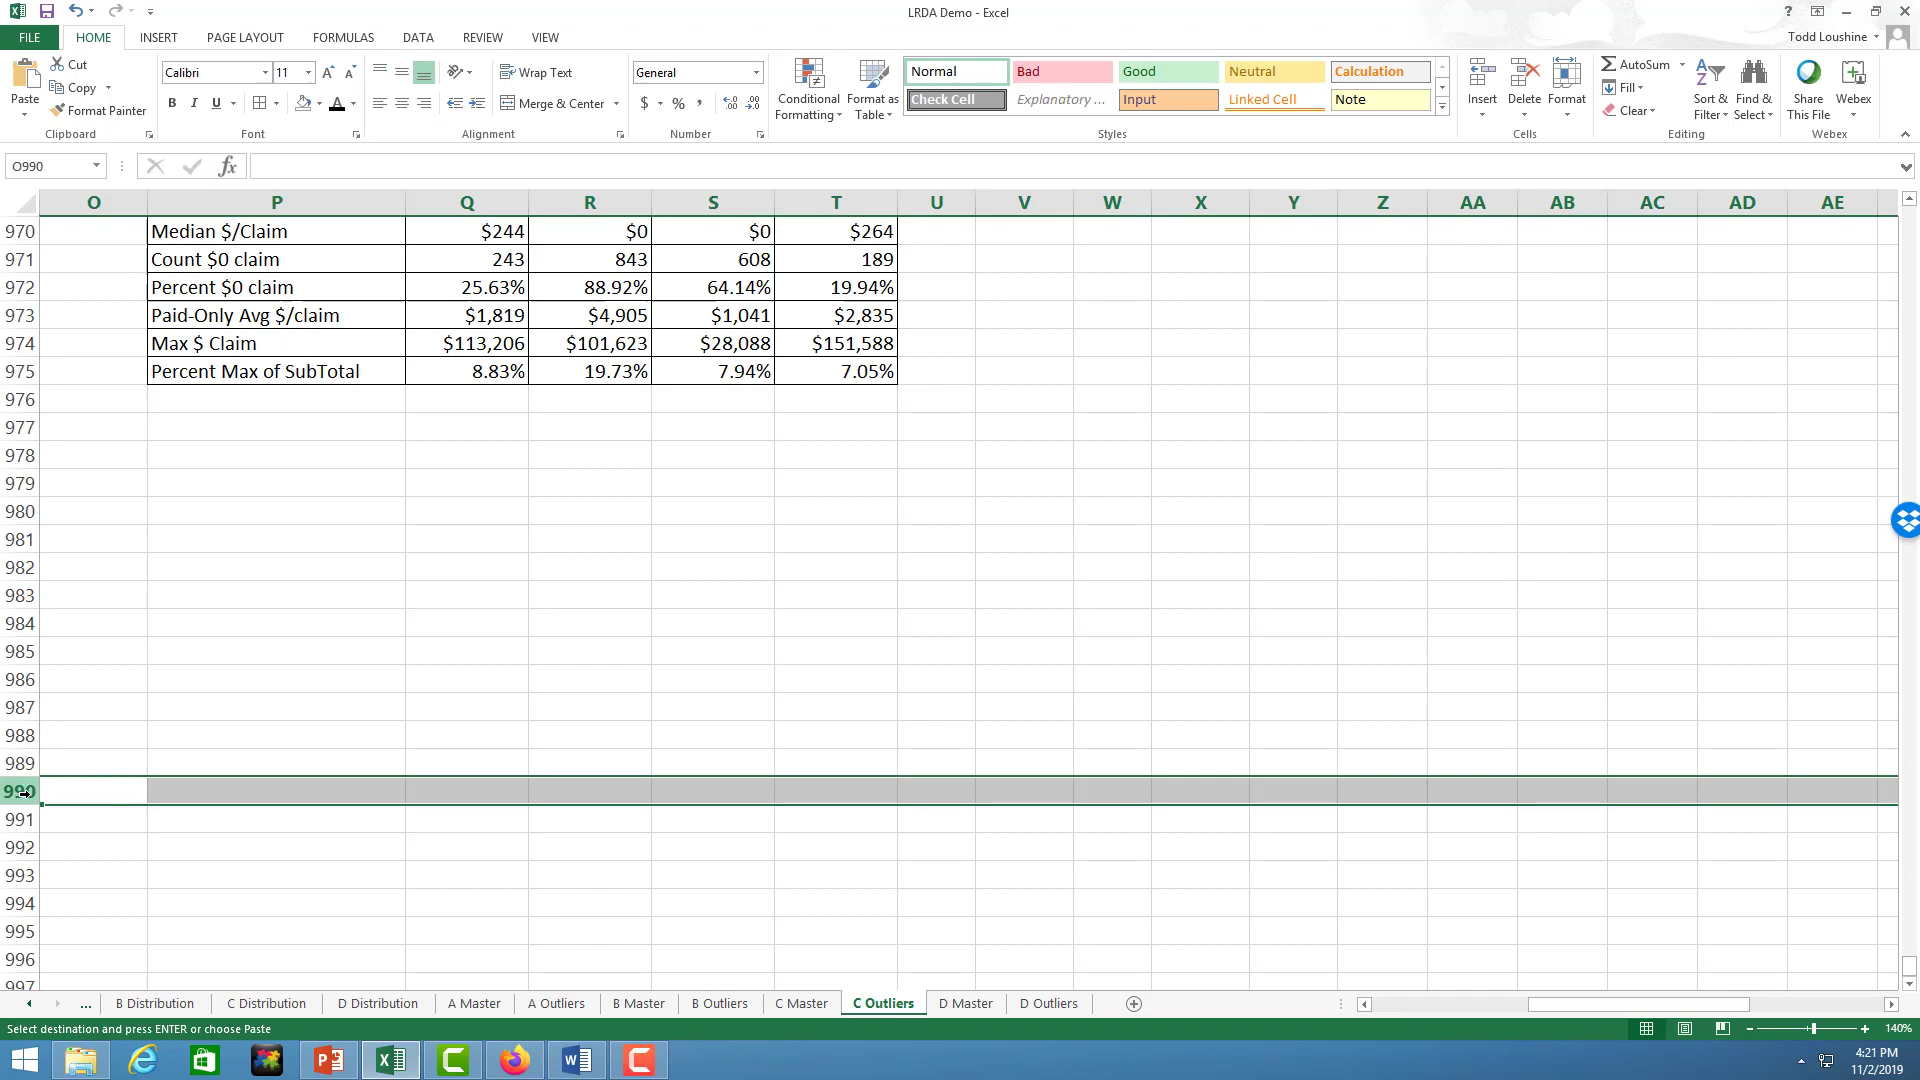 LRDA Demo - Excel
?
FILE HOME INSERT PAGE LAYOUT FORMULAS DATA REVIEW VIEW Todd Loushine
Paste
Cut
Copy
Format Painter
Clipboard
Calibri 11 A A
B I U A
Font
Wrap Text
Merge & Center
Alignment
General
$ % ,
Number
Conditional Formatting
Format as Table
Normal Bad Good Neutral Calculation
Check Cell Explanatory ... Input Linked Cell Note
Styles
Insert Delete Format
Cells
AutoSum
Fill
Clear
Sort & Filter
Find & Select
Editing
Share This File
Webex
Webex
O990 fx
O P Q R S T U V W X Y Z AA AB AC AD AE
970 Median $/Claim $244 $0 $0 $264
971 Count $0 claim 243 843 608 189
972 Percent $0 claim 25.63% 88.92% 64.14% 19.94%
973 Paid-Only Avg $/claim $1,819 $4,905 $1,041 $2,835
974 Max $ Claim $113,206 $101,623 $28,088 $151,588
975 Percent Max of SubTotal 8.83% 19.73% 7.94% 7.05%
976
977
978
979
980
981
982
983
984
985
986
987
988
989
990
991
992
993
994
995
996
997
... B Distribution C Distribution D Distribution A Master A Outliers B Master B Outliers C Master C Outliers D Master D Outliers
Select destination and press ENTER or choose Paste 140%
4:21 PM
11/2/2019